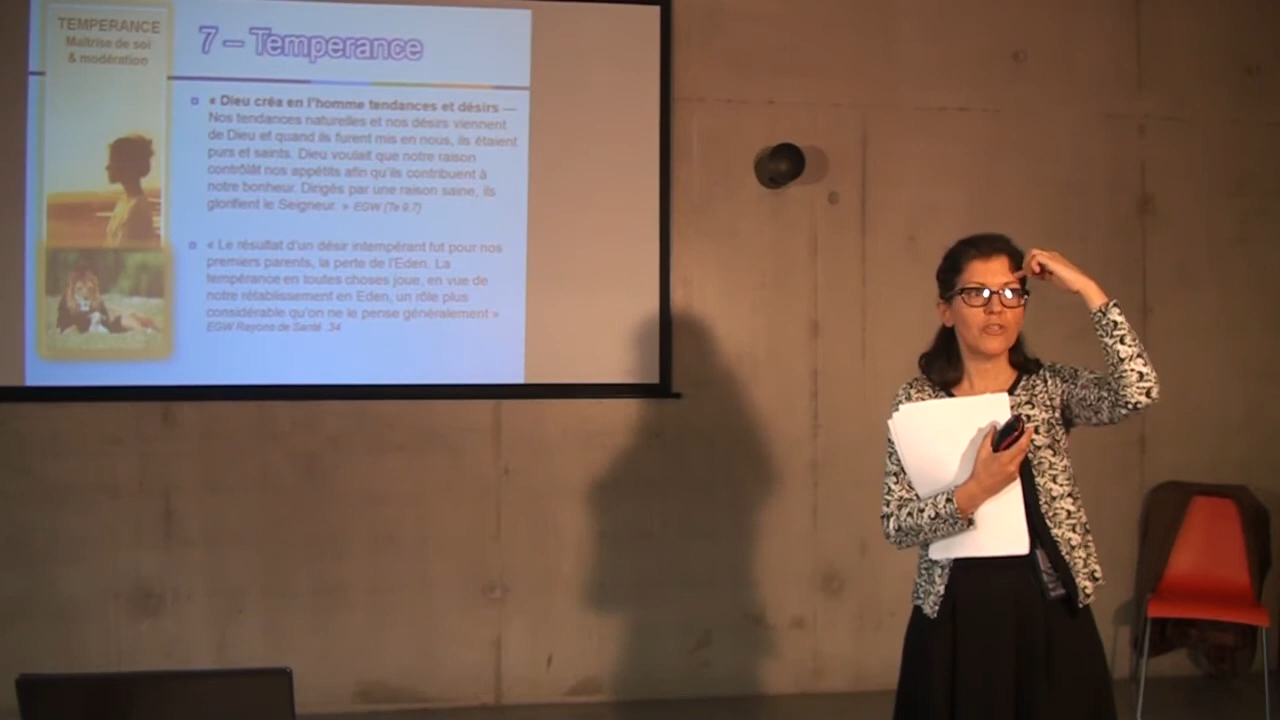 TEMPERANCE
Maîtrise de soi
& modération
7 – Temperance
« Dieu créa en l'homme tendances et désirs —
Nos tendances naturelles et nos désirs viennent
de Dieu et quand ils furent mis en nous, ils étaient
purs et saints. Dieu voulait que notre raison
contrôlât nos appétits afin qu'ils contribuent à
notre bonheur. Dirigés par une raison saine, ils
glorifient le Seigneur. » EGW (Te 9.7)
« Le résultat d'un désir intempérant fut pour nos
premiers parents, la perte de l'Eden. La
tempérance en toutes choses joue, en vue de
notre rétablissement en Eden, un rôle plus
considérable qu'on ne le pense généralement »
EGW Rayons de Santé .34